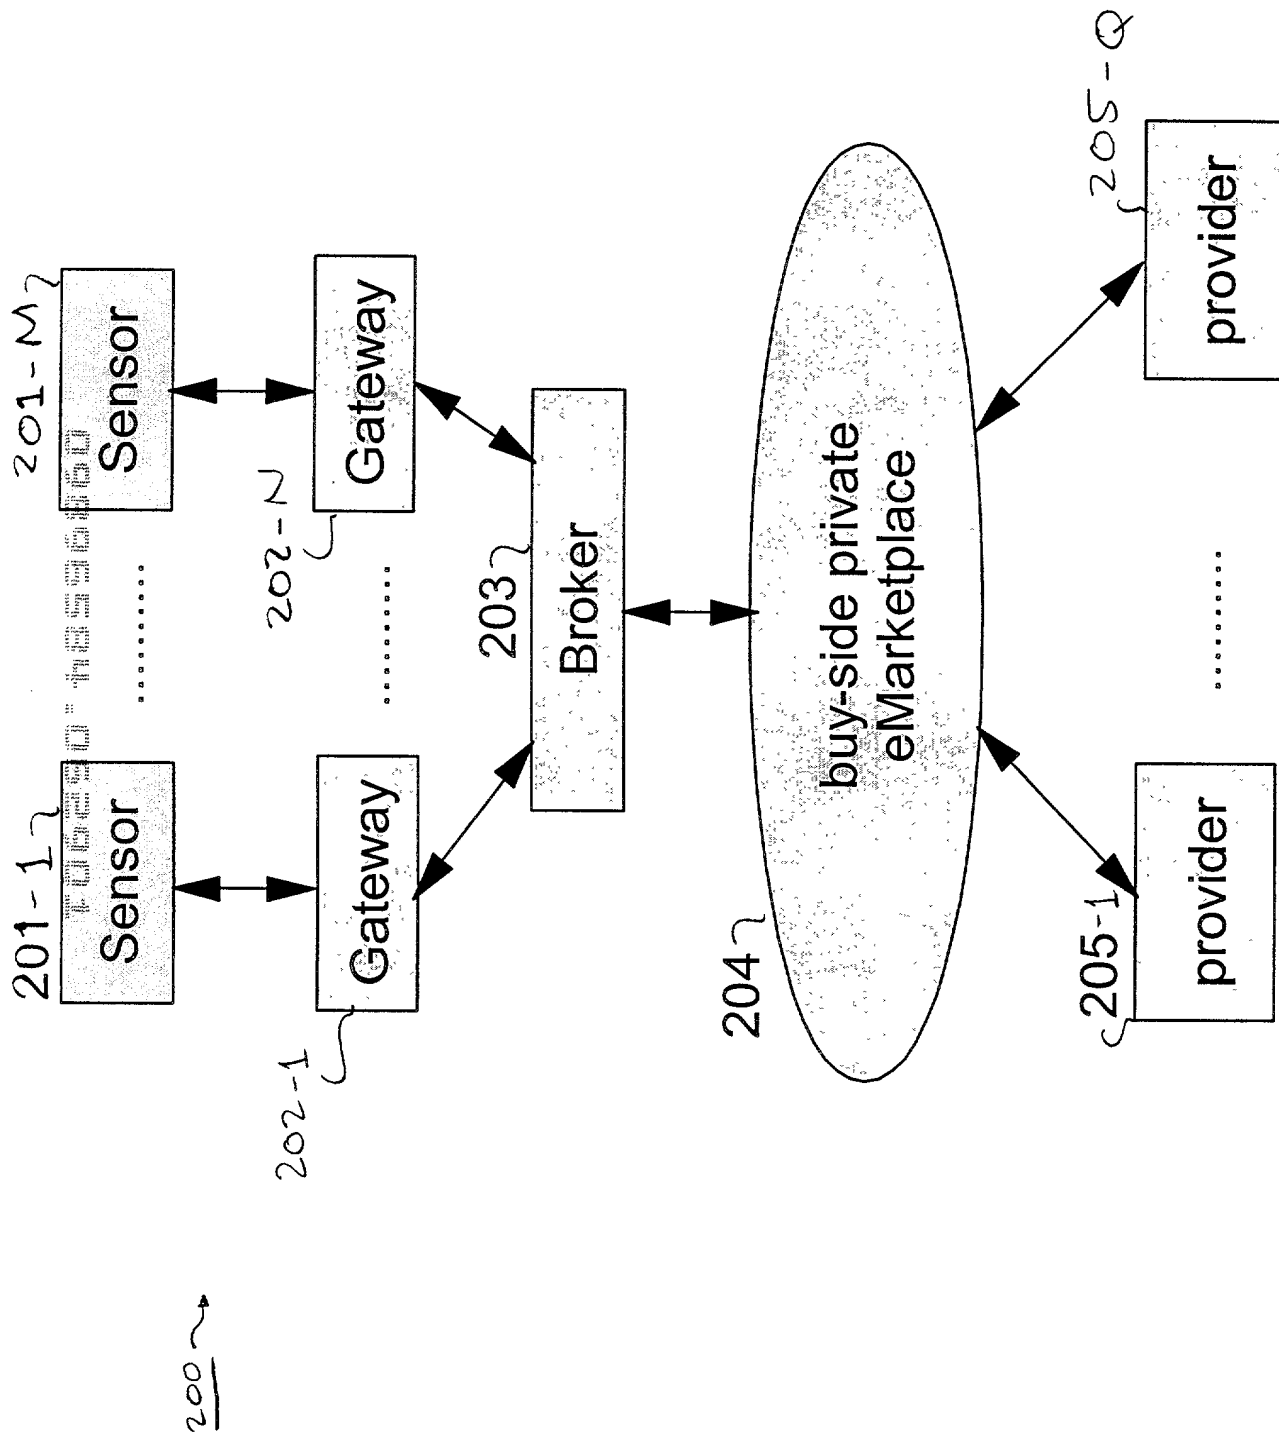 200
201-1
Sensor
201-M
Sensor
202-1
Gateway
202-N
Gateway
203
Broker
204
buy-side private
eMarketplace
205-1
provider
205-Q
provider